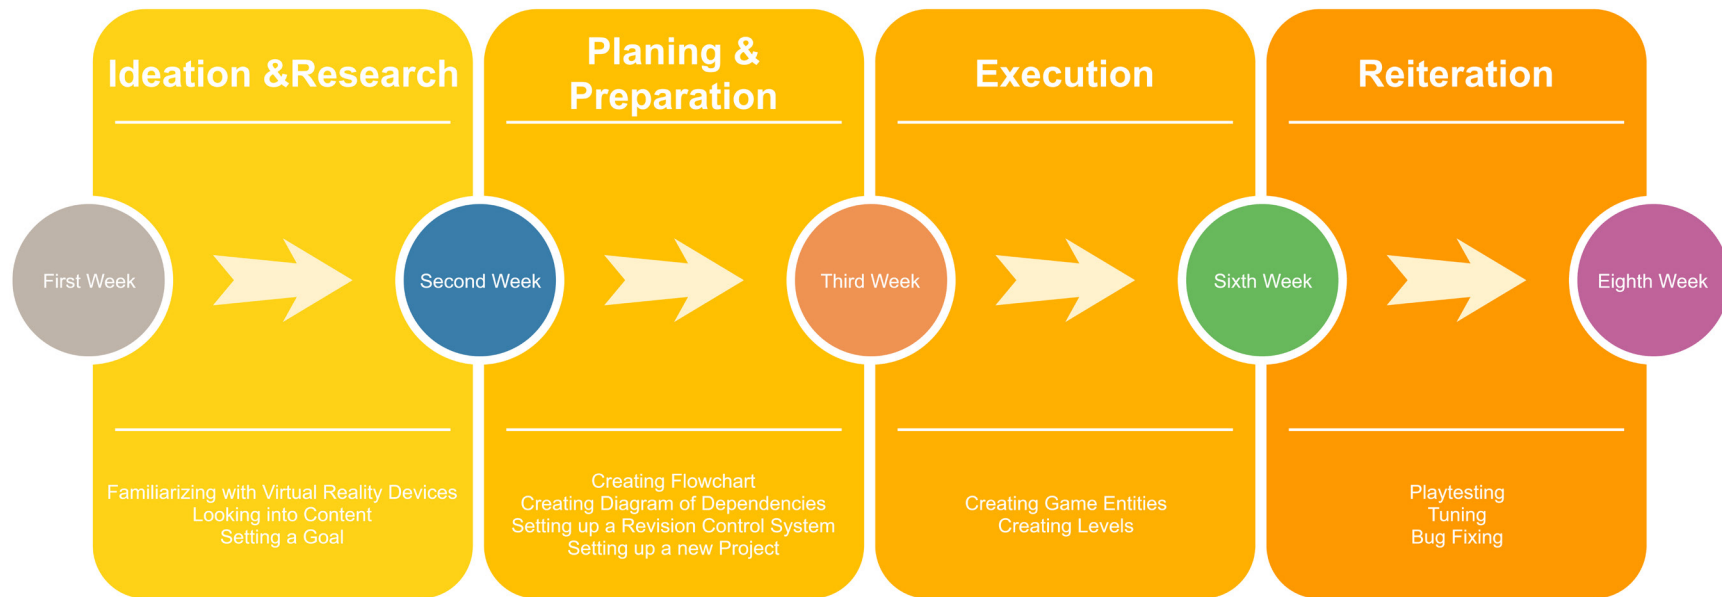 Ideation &Research
Planing &
Preparation
Execution
Reiteration
First Week
Second Week
Third Week
Sixth Week
Eighth Week
Familiarizing with Virtual Reality Devices
Looking into Content
Setting a Goal
Creating Flowchart
Creating Diagram of Dependencies
Setting up a Revision Control System
Setting up a new Project
Creating Game Entities
Creating Levels
Playtesting
Tuning
Bug Fixing